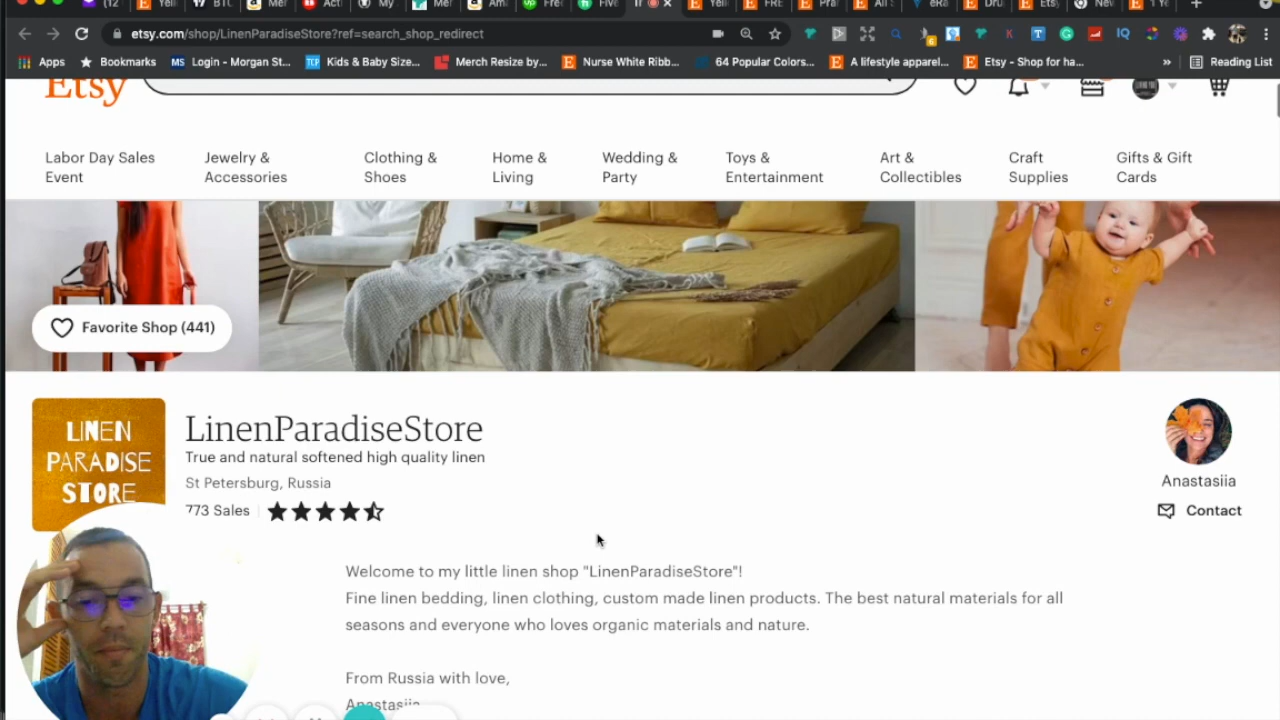 etsy.com/shop/LinenParadiseStore?ref=search_shop_redirect
Apps
Bookmarks
MS Login - Morgan St...
TCP Kids & Baby Size...
Merch Resize by...
Nurse White Ribb...
64 Popular Colors...
A lifestyle apparel...
Etsy - Shop for ha...
»
Reading List
Etsy
Labor Day Sales Event
Jewelry & Accessories
Clothing & Shoes
Home & Living
Wedding & Party
Toys & Entertainment
Art & Collectibles
Craft Supplies
Gifts & Gift Cards
Favorite Shop (441)
LINEN
PARADISE
STORE
LinenParadiseStore
True and natural softened high quality linen
St Petersburg, Russia
773 Sales
Anastasiia
Contact
Welcome to my little linen shop "LinenParadiseStore"!
Fine linen bedding, linen clothing, custom made linen products. The best natural materials for all
seasons and everyone who loves organic materials and nature.
From Russia with love,
Anastasiia